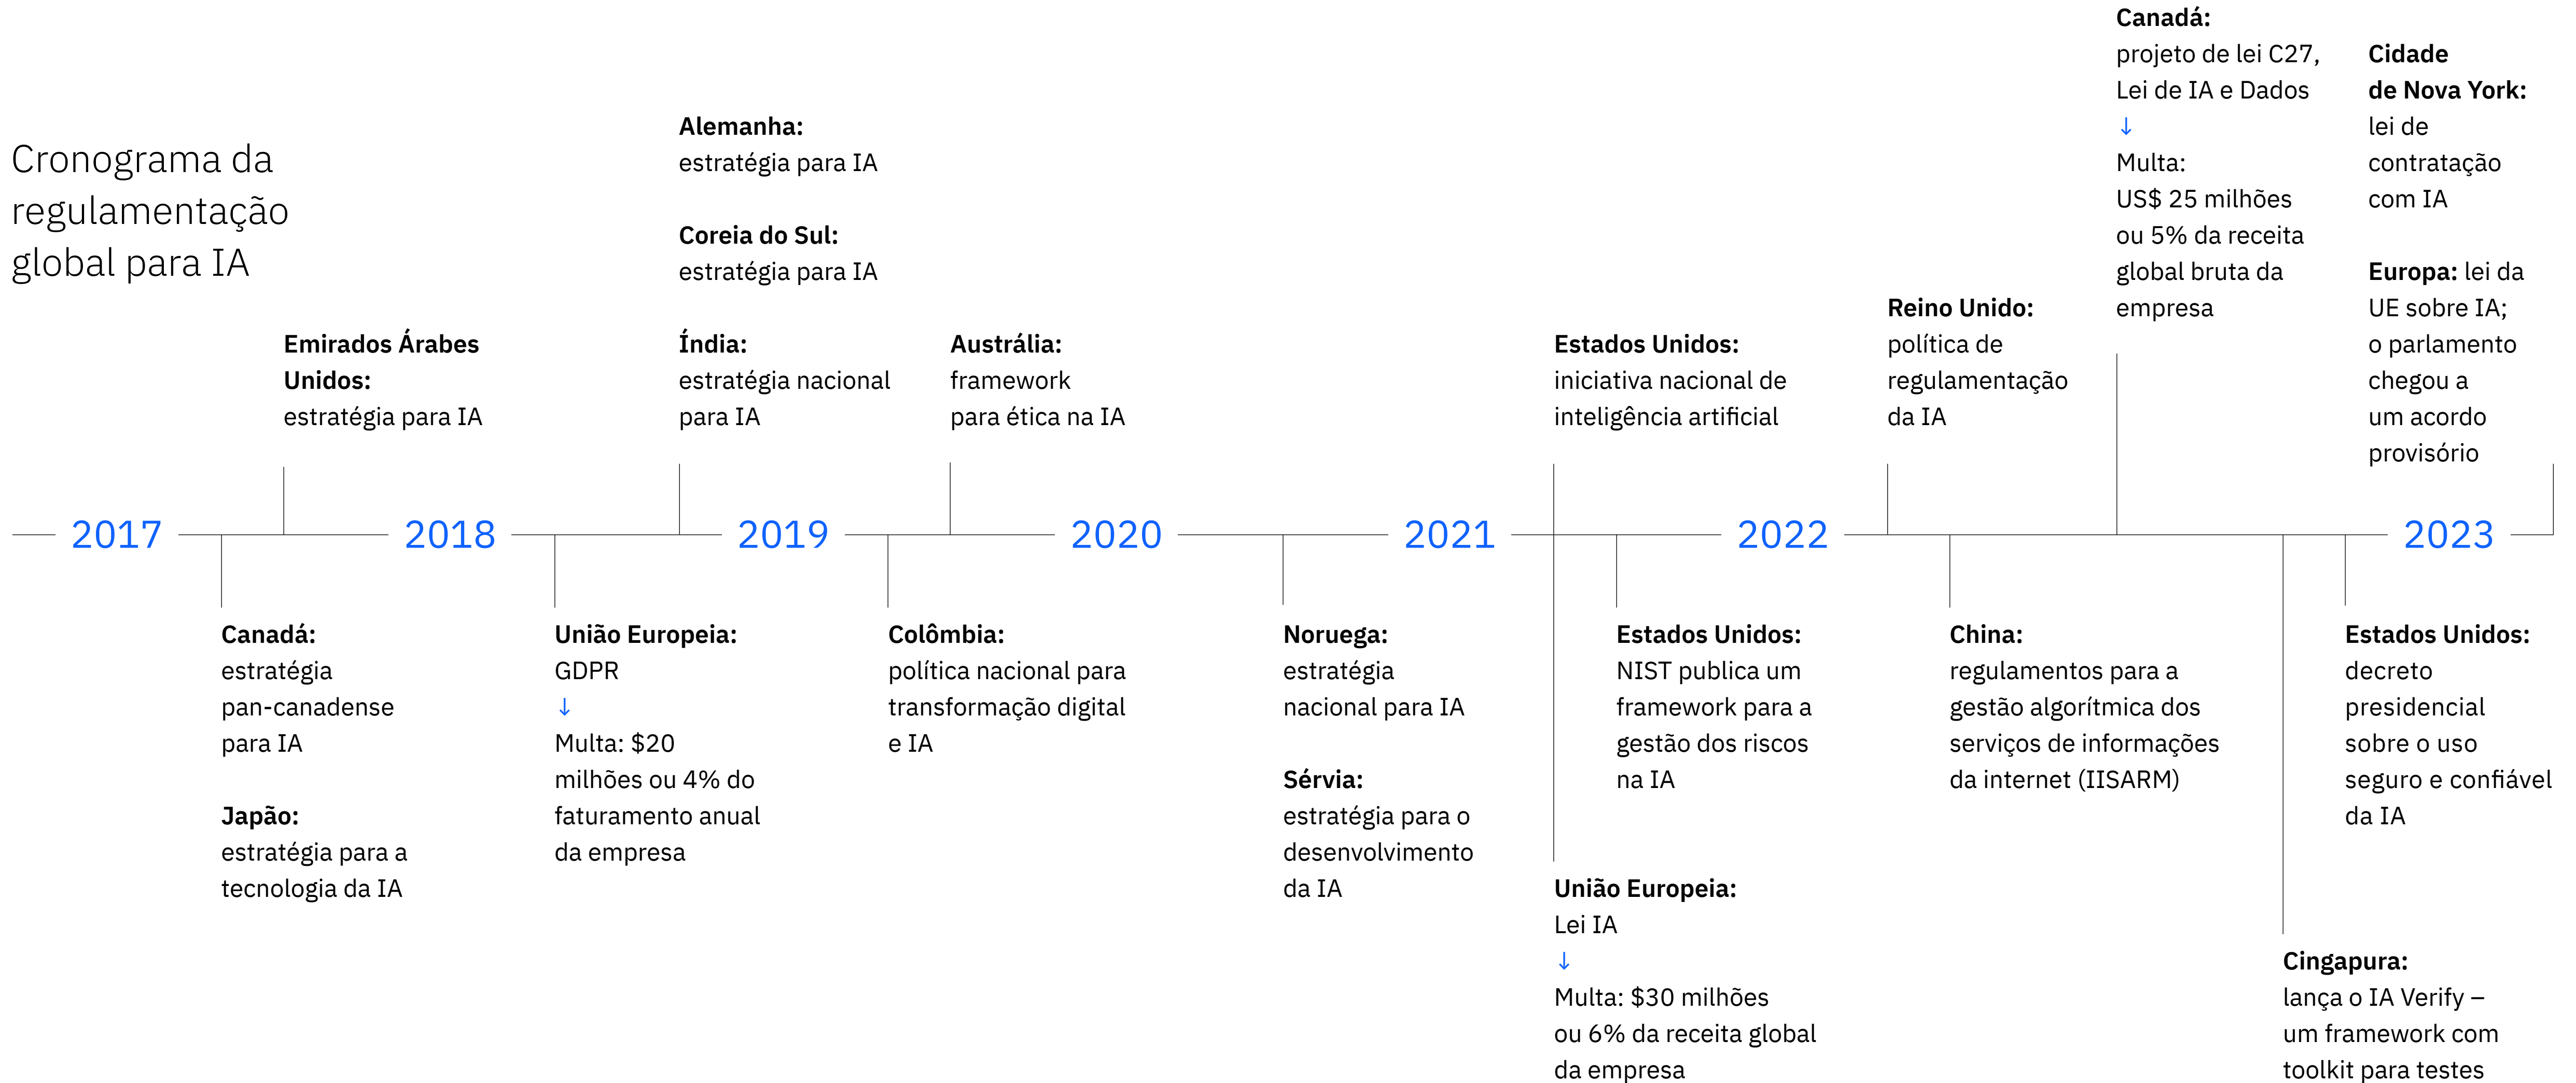 Cronograma da
regulamentação
global para IA
Emirados Árabes
Unidos:
estratégia para IA
Alemanha:
estratégia para IA
Coreia do Sul:
estratégia para IA
Índia:
estratégia nacional
para IA
Austrália:
framework
para ética na IA
Estados Unidos:
iniciativa nacional de
inteligência artificial
Reino Unido:
política de
regulamentação
da IA
Canadá:
projeto de lei C27,
Lei de IA e Dados
↓
Multa:
US$ 25 milhões
ou 5% da receita
global bruta da
empresa
Cidade
de Nova York:
lei de
contratação
com IA
Europa: lei da
UE sobre IA;
o parlamento
chegou a
um acordo
provisório
2017 2018 2019 2020 2021 2022 2023
Canadá:
estratégia
pan-canadense
para IA
Japão:
estratégia para a
tecnologia da IA
União Europeia:
GDPR
↓
Multa: $20
milhões ou 4% do
faturamento anual
da empresa
Colômbia:
política nacional para
transformação digital
e IA
Noruega:
estratégia
nacional para IA
Sérvia:
estratégia para o
desenvolvimento
da IA
União Europeia:
Lei IA
↓
Multa: $30 milhões
ou 6% da receita global
da empresa
Estados Unidos:
NIST publica um
framework para a
gestão dos riscos
na IA
China:
regulamentos para a
gestão algorítmica dos
serviços de informações
da internet (IISARM)
Cingapura:
lança o IA Verify –
um framework com
toolkit para testes
Estados Unidos:
decreto
presidencial
sobre o uso
seguro e confiável
da IA